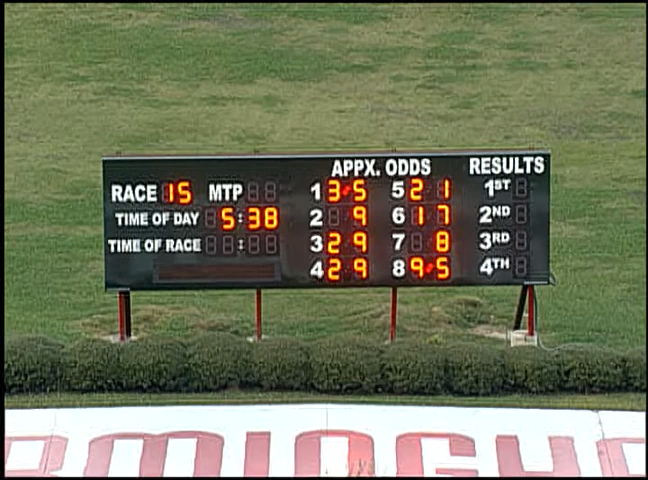 APPX. ODDS RESULTS
RACE 15 MTP 1 3-5 5 21 1ST
TIME OF DAY 5:38 2 9 6 17 2ND
TIME OF RACE : 3 29 7 8 3RD
4 29 8 9-5 4TH
RMINGH